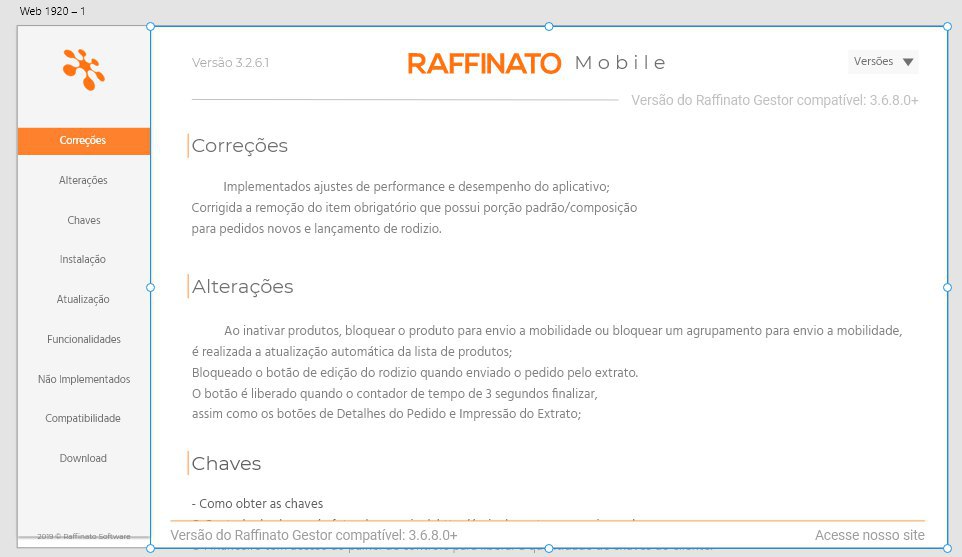 Web 1920 – 1
Versão 3.2.6.1
RAFFINATO Mobile
Versões
Versão do Raffinato Gestor compatível: 3.6.8.0+
Correções
Alterações
Chaves
Instalação
Atualização
Funcionalidades
Não Implementados
Compatibilidade
Download
2019 © Raffinato Software
Correções
Implementados ajustes de performance e desempenho do aplicativo;
Corrigida a remoção do item obrigatório que possui porção padrão/composição
para pedidos novos e lançamento de rodizio.
Alterações
Ao inativar produtos, bloquear o produto para envio a mobilidade ou bloquear um agrupamento para envio a mobilidade,
é realizada a atualização automática da lista de produtos;
Bloqueado o botão de edição do rodizio quando enviado o pedido pelo extrato.
O botão é liberado quando o contador de tempo de 3 segundos finalizar,
assim como os botões de Detalhes do Pedido e Impressão do Extrato;
Chaves
- Como obter as chaves
Versão do Raffinato Gestor compatível: 3.6.8.0+
Acesse nosso site